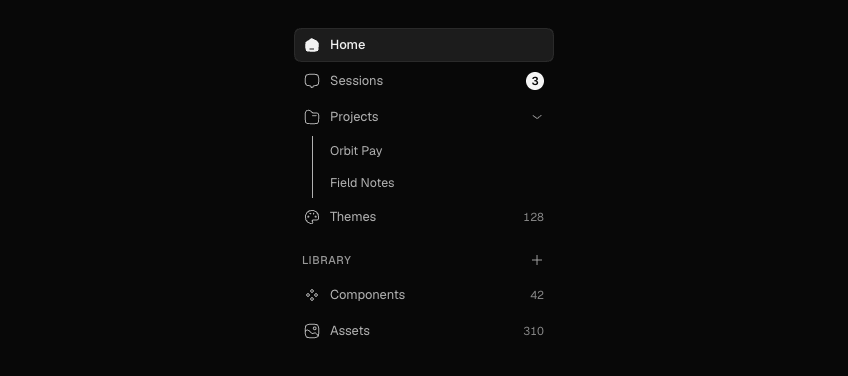 Home
Sessions 3
Projects
Orbit Pay
Field Notes
Themes 128
LIBRARY
Components 42
Assets 310